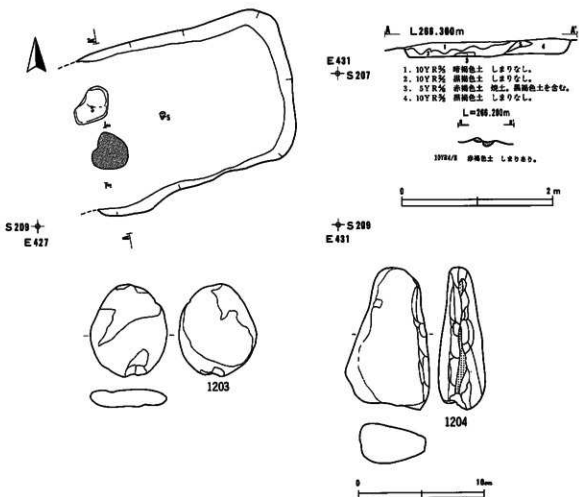 A L 266.300m A'
E431
S207
1. 10YR 暗褐色土 しまりなし。
2. 10YR 黒褐色土 しまりなし。
3. 5YR 赤褐色土 焼土。黒褐色土を含む。
4. 10YR 黒褐色土 しまりなし。
L=266.280m
10YR4/8 赤褐色土 しまりあり。
0 2 m
S209
E427
S209
E431
1203
1204
0 10cm